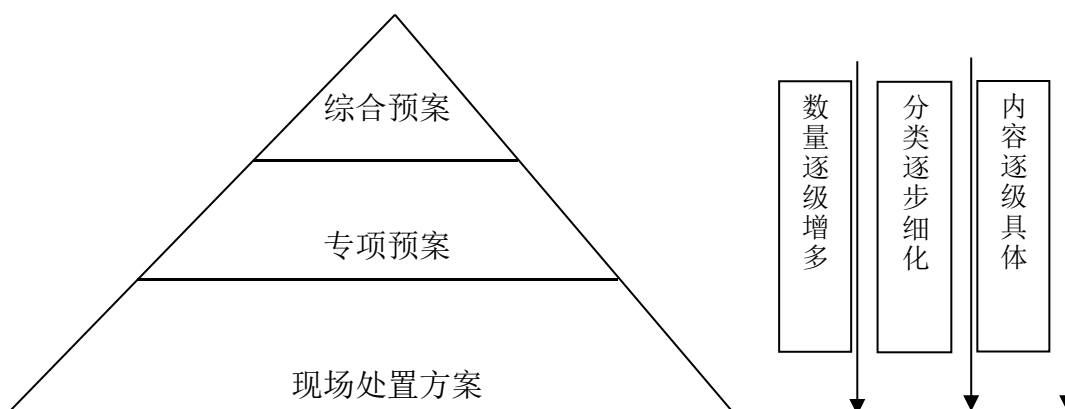 综合预案
专项预案
现场处置方案
数量逐级增多
分类逐步细化
内容逐级具体